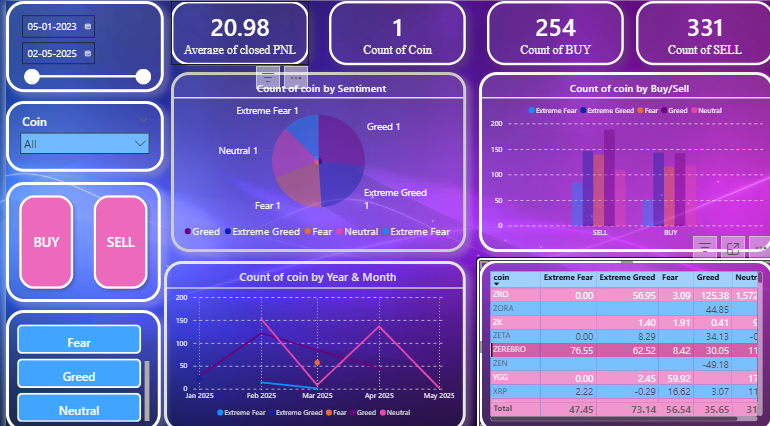 05-01-2023
02-05-2025
20.98
Average of closed PNL
1
Count of Coin
254
Count of BUY
331
Count of SELL
Coin
All
BUY
SELL
Fear
Greed
Neutral
Count of coin by Sentiment
Extreme Fear 1
Greed 1
Neutral 1
Extreme Greed
1
Fear 1
Greed Extreme Greed Fear Neutral Extreme Fear
Count of coin by Buy/Sell
Extreme Fear Extreme Greed Fear Greed Neutral
200
150
100
50
0
SELL BUY
Count of coin by Year & Month
200
150
100
50
0
Jan 2025 Feb 2025 Mar 2025 Apr 2025 May 2025
Extreme Fear Extreme Greed Fear Greed Neutral
coin Extreme Fear Extreme Greed Fear Greed Neutr
ZRO 0.00 56.95 3.09 125.38 1,572
ZORA 44.85
ZK 1.40 1.91 0.41 9
ZETA 0.00 8.29 34.13 -0
ZEREBRO 76.55 62.52 8.42 30.05 11
ZEN -49.18
YGG 0.00 2.45 59.92 17
XRP 2.22 -0.29 16.62 3.07 11
Total 47.45 73.14 56.54 35.65 31